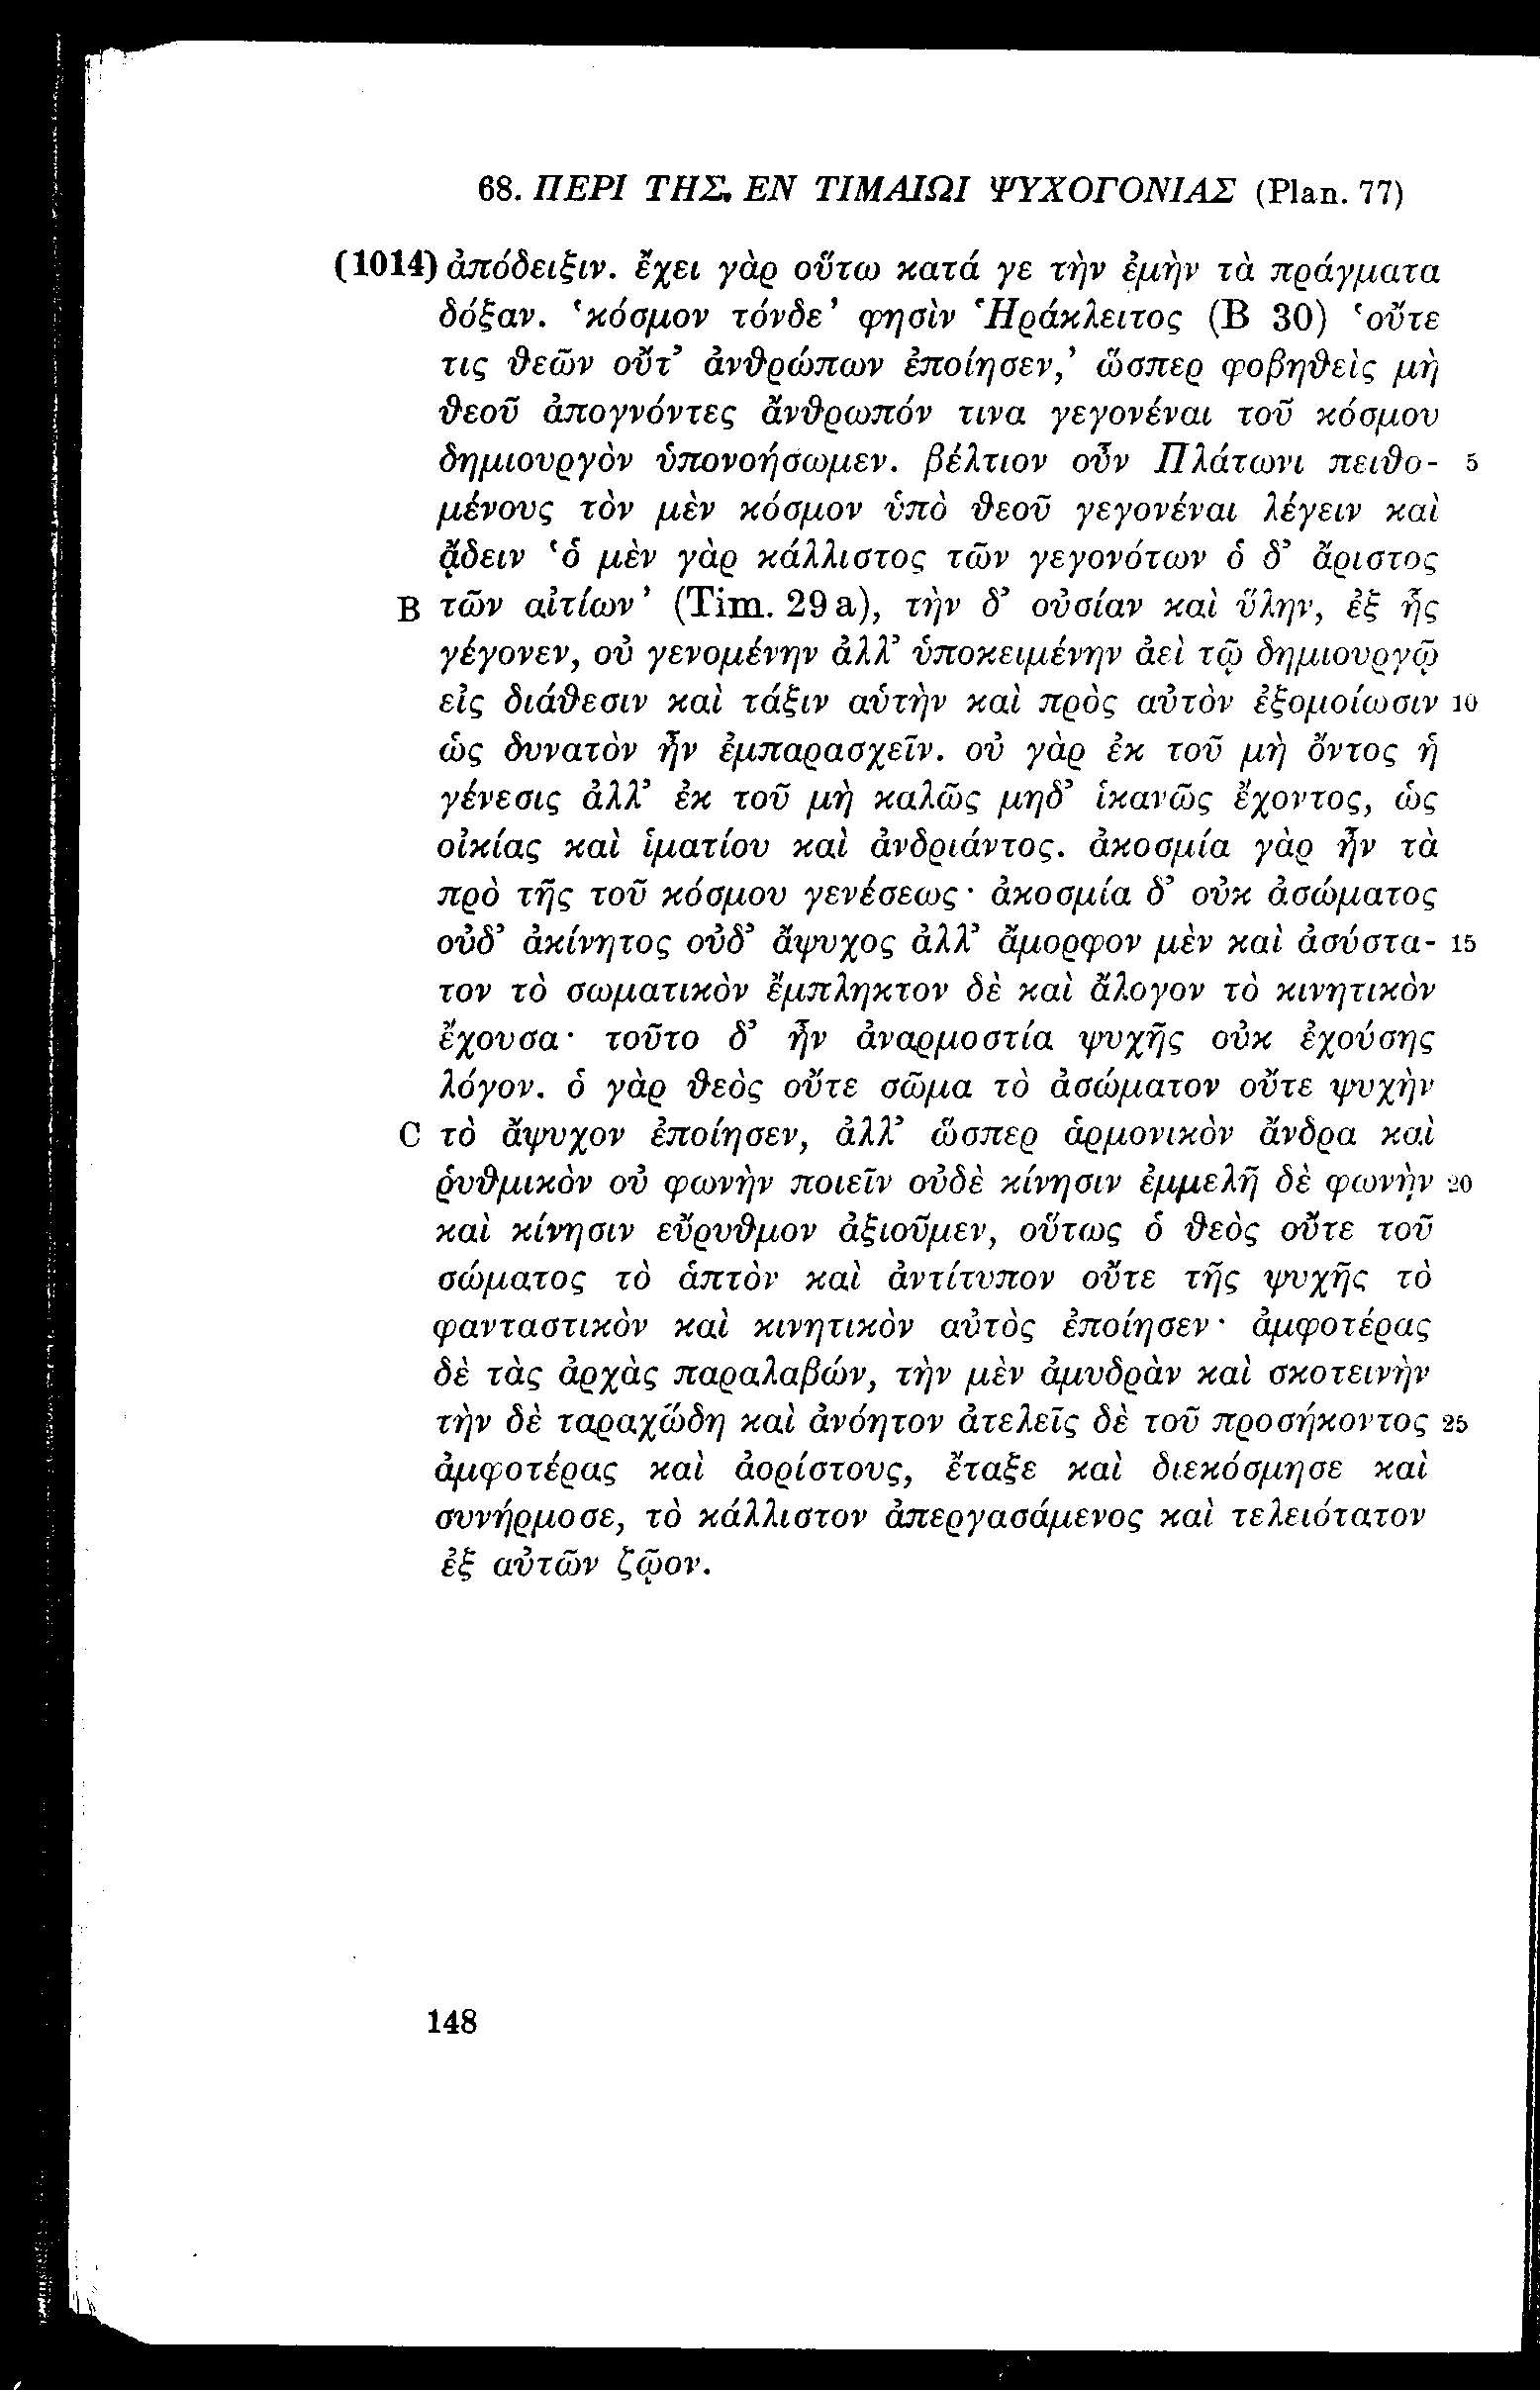 68. ΠΕΡΙ ΤΗΣ. ΕΝ ΤΙΜΑΙΩΙ ΨΥΧΟΓΟΝΙΑΣ (Plan. 77)
(1014) ἀπόδειξιν. ἔχει γὰρ οὕτω κατά γε τὴν ἐμὴν τὰ πράγματα
δόξαν. ‘κόσμον τόνδε’ φησὶν Ἡράκλειτος (B 30) ‘οὔτε
τις θεῶν οὔτ’ ἀνθρώπων ἐποίησεν,’ ὥσπερ φοβηθεὶς μὴ
θεοῦ ἀπογνόντες ἄνθρωπόν τινα γεγονέναι τοῦ κόσμου
δημιουργὸν ὑπονοήσωμεν. βέλτιον οὖν Πλάτωνι πειθο- 5
μένους τὸν μὲν κόσμον ὑπὸ θεοῦ γεγονέναι λέγειν καὶ
ᾄδειν ‘ὁ μὲν γὰρ κάλλιστος τῶν γεγονότων ὁ δ’ ἄριστος
B τῶν αἰτίων’ (Tim. 29 a), τὴν δ’ οὐσίαν καὶ ὕλην, ἐξ ἧς
γέγονεν, οὐ γενομένην ἀλλ’ ὑποκειμένην ἀεὶ τῷ δημιουργῷ
εἰς διάθεσιν καὶ τάξιν αὑτὴν καὶ πρὸς αὐτὸν ἐξομοίωσιν 10
ὡς δυνατὸν ἦν ἐμπαρασχεῖν. οὐ γὰρ ἐκ τοῦ μὴ ὄντος ἡ
γένεσις ἀλλ’ ἐκ τοῦ μὴ καλῶς μηδ’ ἱκανῶς ἔχοντος, ὡς
οἰκίας καὶ ἱματίου καὶ ἀνδριάντος. ἀκοσμία γὰρ ἦν τὰ
πρὸ τῆς τοῦ κόσμου γενέσεως· ἀκοσμία δ’ οὐκ ἀσώματος
οὐδ’ ἀκίνητος οὐδ’ ἄψυχος ἀλλ’ ἄμορφον μὲν καὶ ἀσύστα- 15
τον τὸ σωματικὸν ἔμπληκτον δὲ καὶ ἄλογον τὸ κινητικὸν
ἔχουσα· τοῦτο δ’ ἦν ἀναρμοστία ψυχῆς οὐκ ἐχούσης
λόγον. ὁ γὰρ θεὸς οὔτε σῶμα τὸ ἀσώματον οὔτε ψυχὴν
C τὸ ἄψυχον ἐποίησεν, ἀλλ’ ὥσπερ ἁρμονικὸν ἄνδρα καὶ
ῥυθμικὸν οὐ φωνὴν ποιεῖν οὐδὲ κίνησιν ἐμμελῆ δὲ φωνὴν 20
καὶ κίνησιν εὔρυθμον ἀξιοῦμεν, οὕτως ὁ θεὸς οὔτε τοῦ
σώματος τὸ ἁπτὸν καὶ ἀντίτυπον οὔτε τῆς ψυχῆς τὸ
φανταστικὸν καὶ κινητικὸν αὐτὸς ἐποίησεν· ἀμφοτέρας
δὲ τὰς ἀρχὰς παραλαβών, τὴν μὲν ἀμυδρὰν καὶ σκοτεινὴν
τὴν δὲ ταραχώδη καὶ ἀνόητον ἀτελεῖς δὲ τοῦ προσήκοντος 25
ἀμφοτέρας καὶ ἀορίστους, ἔταξε καὶ διεκόσμησε καὶ
συνήρμοσε, τὸ κάλλιστον ἀπεργασάμενος καὶ τελειότατον
ἐξ αὐτῶν ζῷον.
148